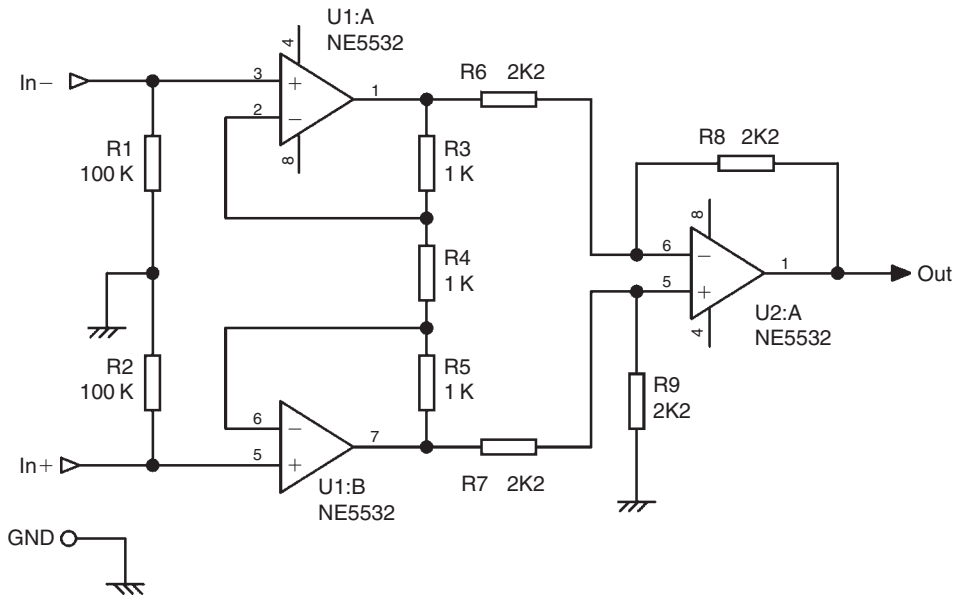 U1:A
NE5532
4
In−
3
+
2
−
1
8
R1
100 K
R3
1 K
R6 2K2
R8 2K2
R4
1 K
8
6
−
5
+
1
Out
4
U2:A
NE5532
R2
100 K
R5
1 K
R9
2K2
6
−
5
+
7
In+
R7 2K2
U1:B
NE5532
GND